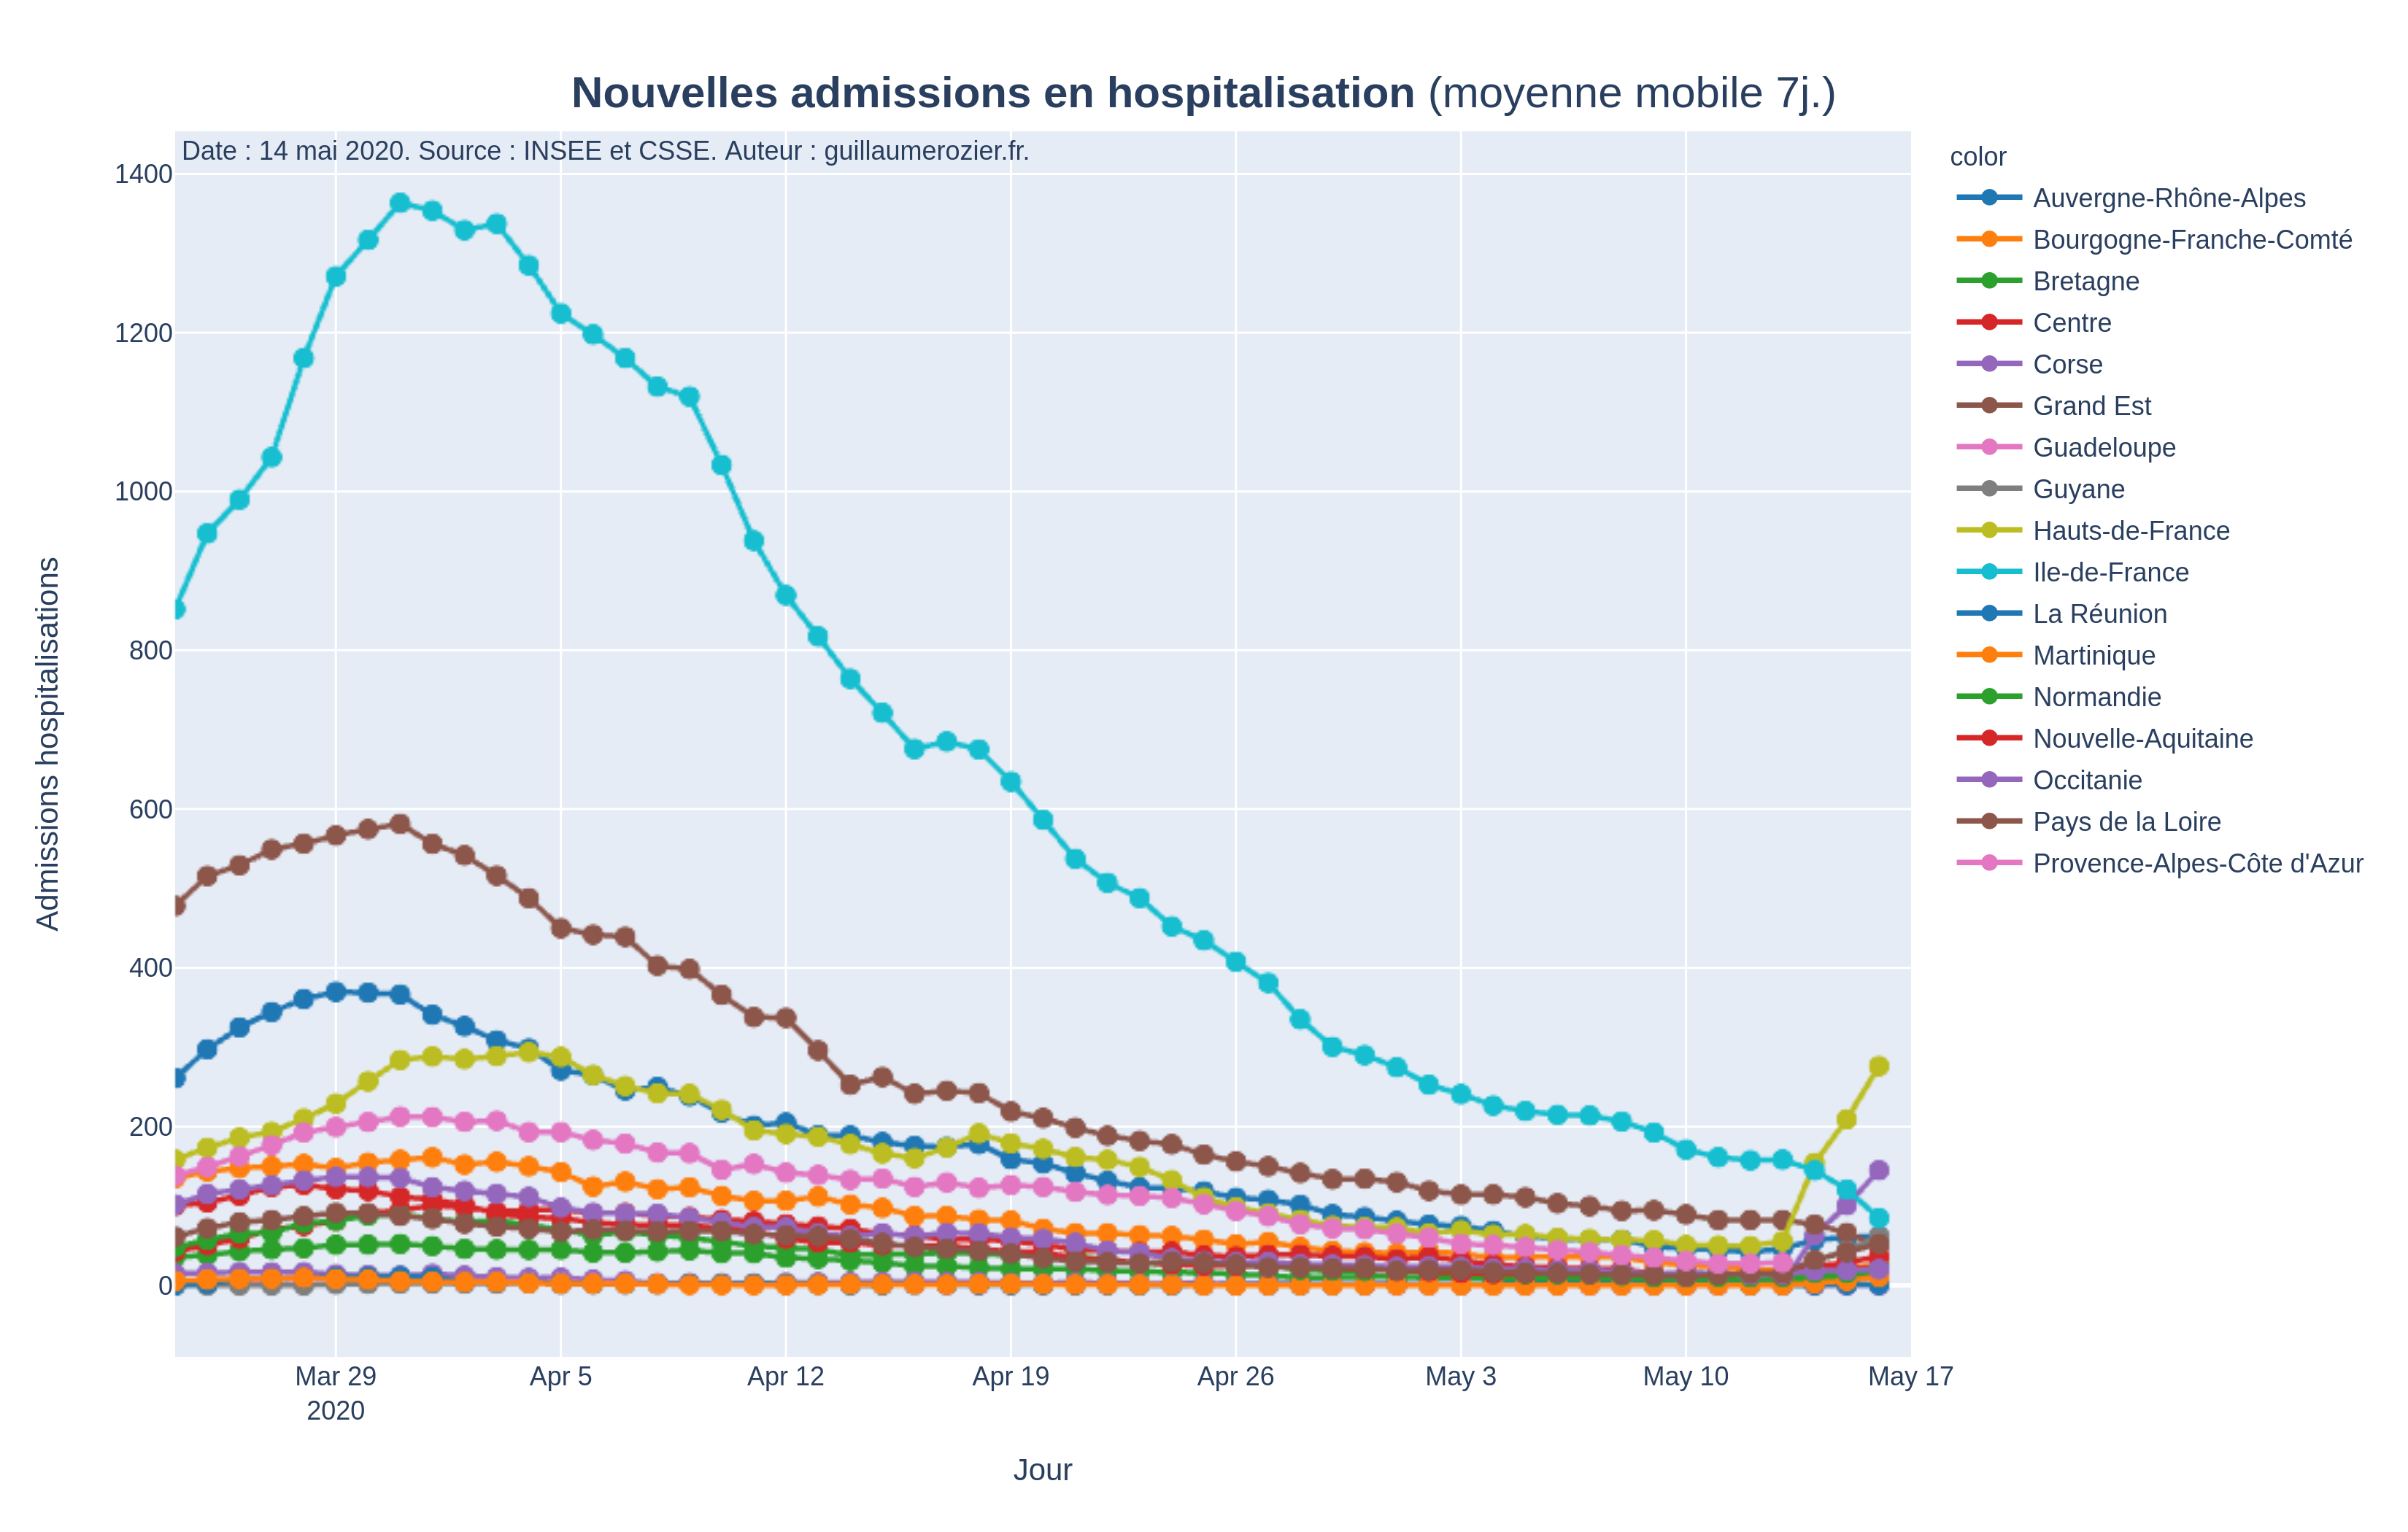 Nouvelles admissions en hospitalisation (moyenne mobile 7j.)
Date : 14 mai 2020. Source : INSEE et CSSE. Auteur : guillaumerozier.fr.
1400
1200
1000
800
600
400
200
0
Admissions hospitalisations
Mar 29
2020
Apr 5
Apr 12
Apr 19
Apr 26
May 3
May 10
May 17
Jour
color
Auvergne-Rhône-Alpes
Bourgogne-Franche-Comté
Bretagne
Centre
Corse
Grand Est
Guadeloupe
Guyane
Hauts-de-France
Ile-de-France
La Réunion
Martinique
Normandie
Nouvelle-Aquitaine
Occitanie
Pays de la Loire
Provence-Alpes-Côte d'Azur